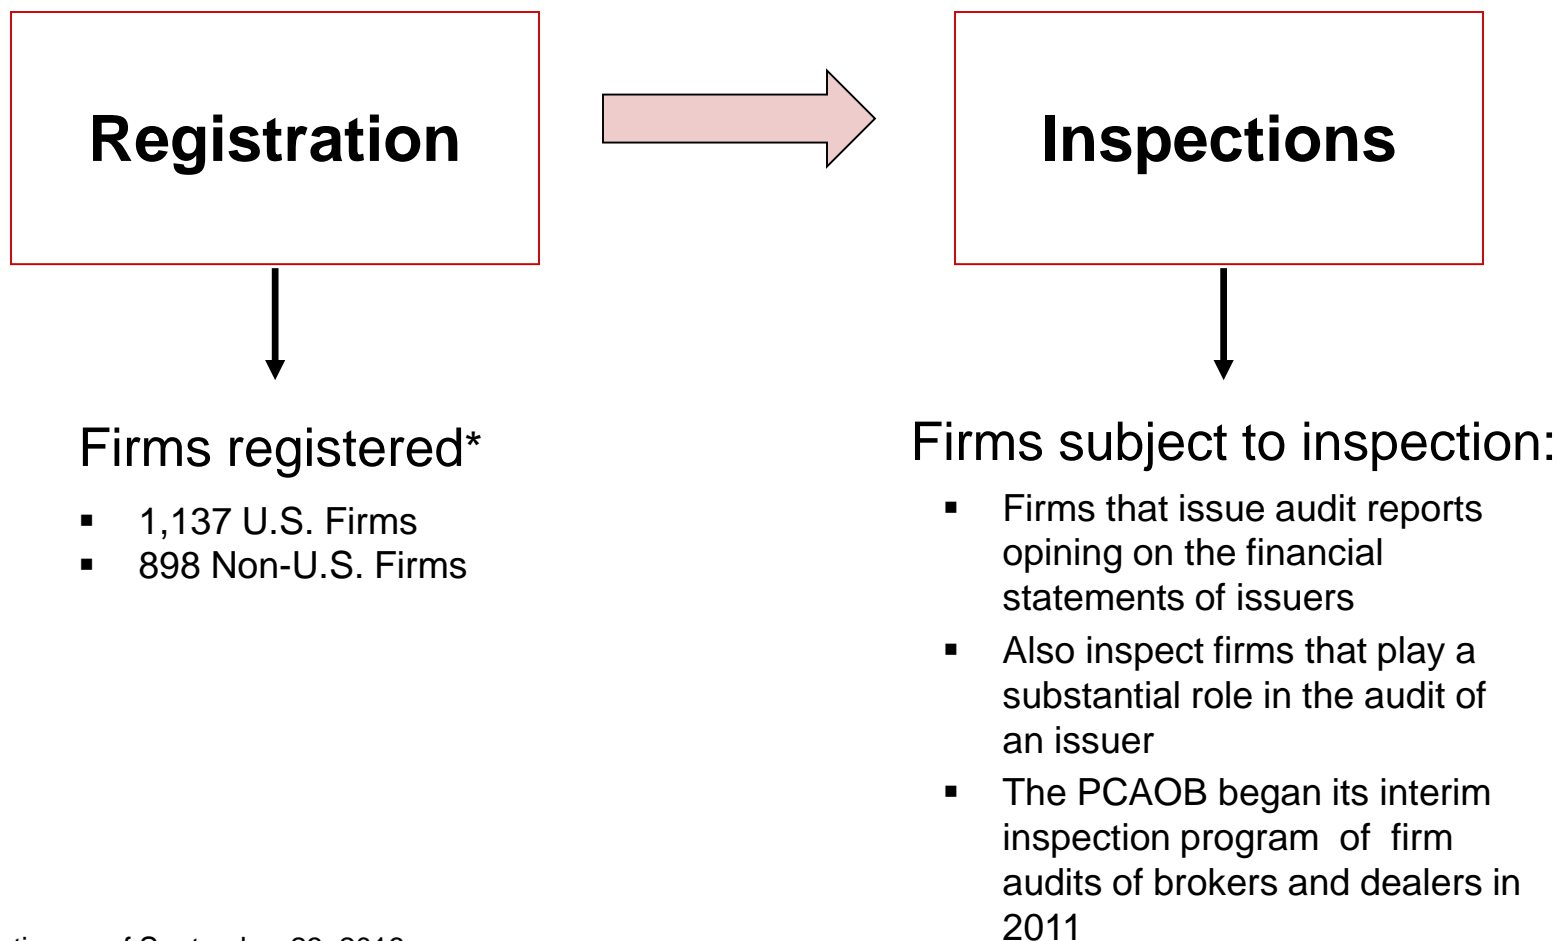 Registration
Inspections
Firms registered*
▪ 1,137 U.S. Firms
▪ 898 Non-U.S. Firms
Firms subject to inspection:
▪ Firms that issue audit reports
opining on the financial
statements of issuers
▪ Also inspect firms that play a
substantial role in the audit of
an issuer
▪ The PCAOB began its interim
inspection program of firm
audits of brokers and dealers in
2011